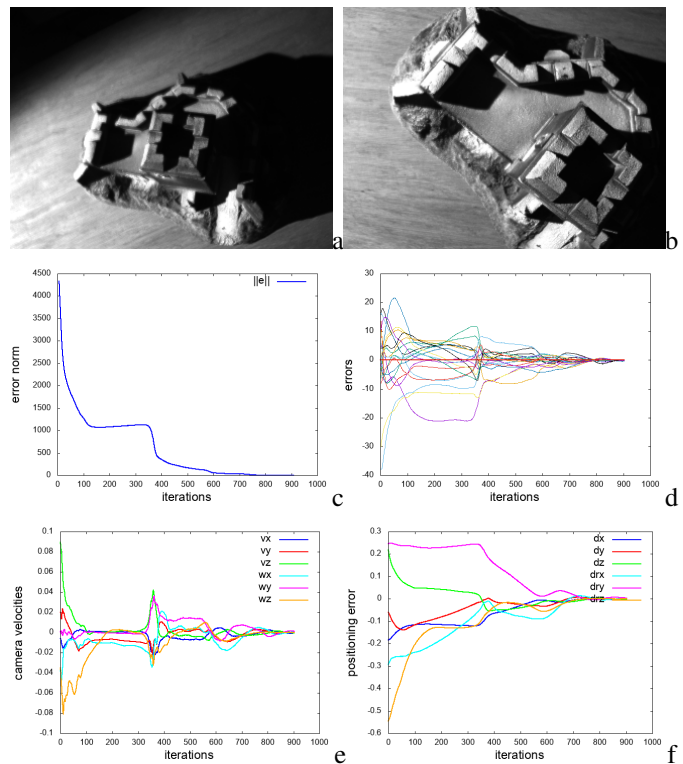 a
b
4500
4000
3500
3000
2500
2000
1500
1000
500
0
0 100 200 300 400 500 600 700 800 900 1000
error norm
iterations
||e||
c
30
20
10
0
-10
-20
-30
-40
0 100 200 300 400 500 600 700 800 900 1000
errors
iterations
d
0.1
0.08
0.06
0.04
0.02
0
-0.02
-0.04
-0.06
-0.08
-0.1
0 100 200 300 400 500 600 700 800 900 1000
camera velocities
iterations
vx
vy
vz
wx
wy
wz
e
0.3
0.2
0.1
0
-0.1
-0.2
-0.3
-0.4
-0.5
-0.6
0 100 200 300 400 500 600 700 800 900 1000
positioning error
iterations
dx
dy
dz
drx
dry
drz
f